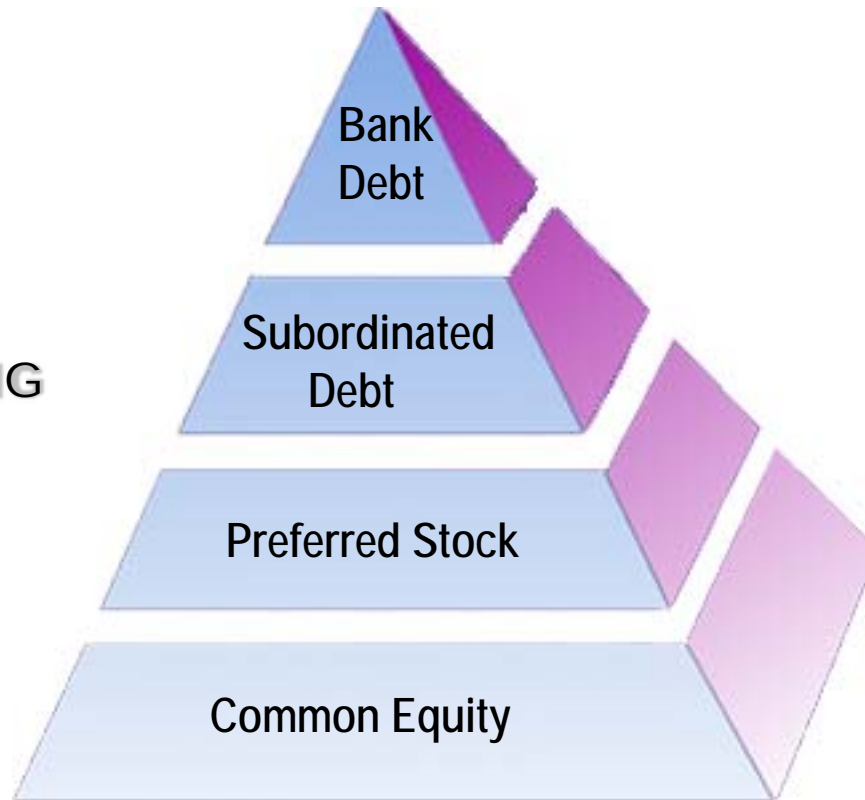 Bank
Debt
Subordinated
Debt
Preferred Stock
Common Equity